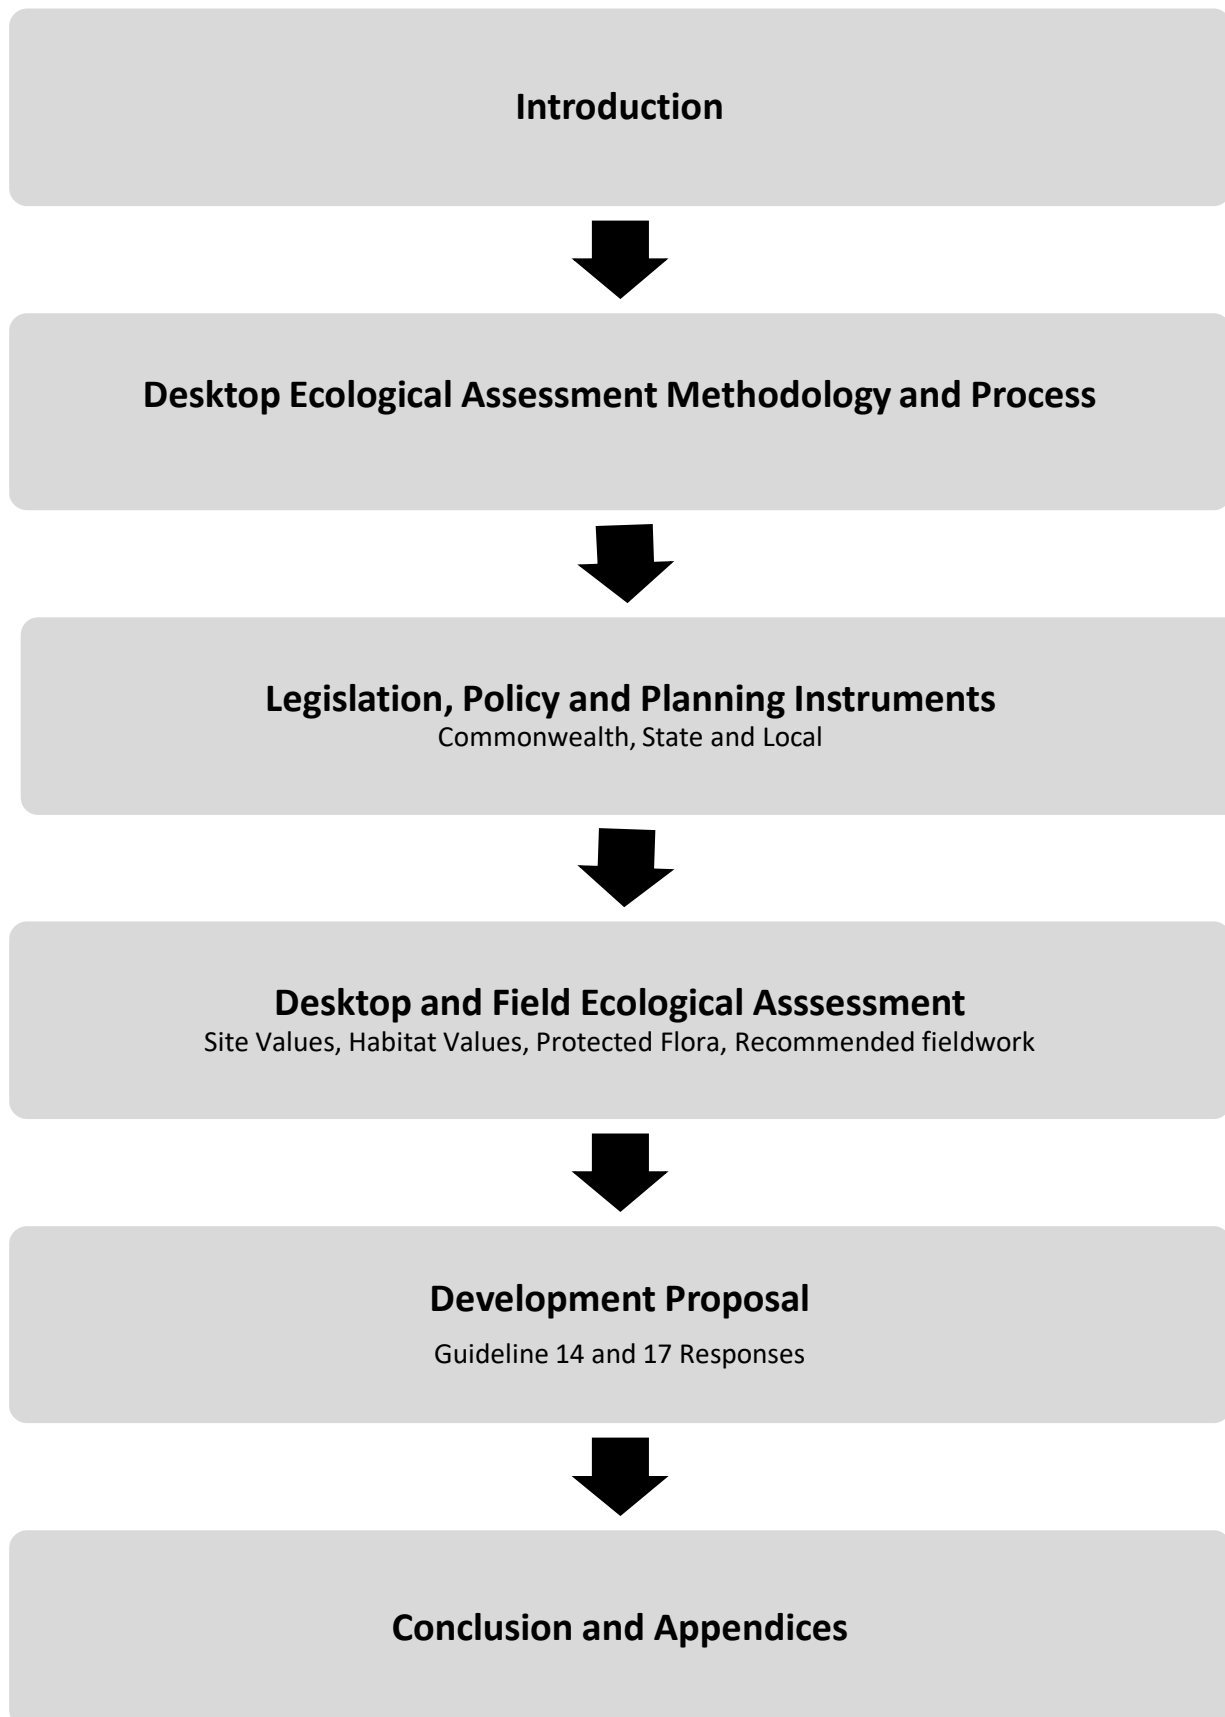 Introduction
Desktop Ecological Assessment Methodology and Process
Legislation, Policy and Planning Instruments
Commonwealth, State and Local
Desktop and Field Ecological Asssessment
Site Values, Habitat Values, Protected Flora, Recommended fieldwork
Development Proposal
Guideline 14 and 17 Responses
Conclusion and Appendices